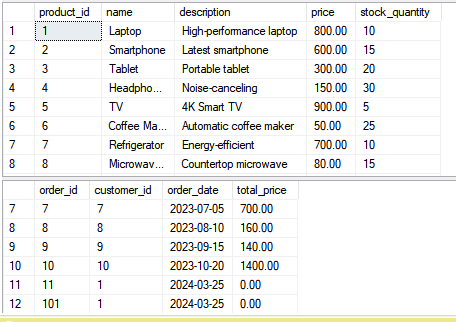 product_id name description price stock_quantity
1 1 Laptop High-performance laptop 800.00 10
2 2 Smartphone Latest smartphone 600.00 15
3 3 Tablet Portable tablet 300.00 20
4 4 Headpho... Noise-canceling 150.00 30
5 5 TV 4K Smart TV 900.00 5
6 6 Coffee Ma... Automatic coffee maker 50.00 25
7 7 Refrigerator Energy-efficient 700.00 10
8 8 Microwav... Countertop microwave 80.00 15
order_id customer_id order_date total_price
7 7 7 2023-07-05 700.00
8 8 8 2023-08-10 160.00
9 9 9 2023-09-15 140.00
10 10 10 2023-10-20 1400.00
11 11 1 2024-03-25 0.00
12 101 1 2024-03-25 0.00